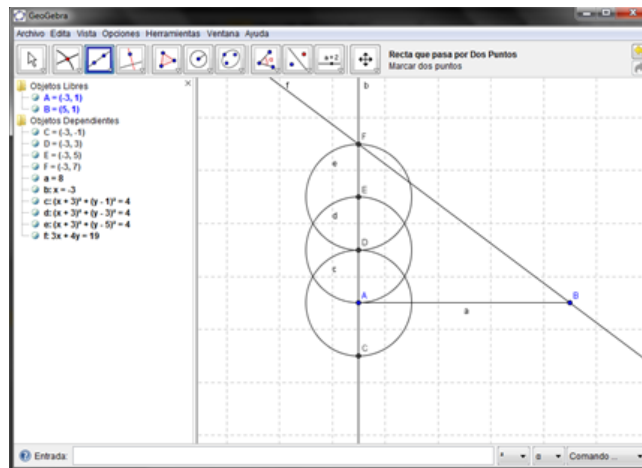 GeoGebra
Archivo Edita Vista Opciones Herramientas Ventana Ayuda
a=2
Recta que pasa por Dos Puntos
Marcar dos puntos
Objetos Libres
A = (-3, 1)
B = (5, 1)
Objetos Dependientes
C = (-3, -1)
D = (-3, 3)
E = (-3, 5)
F = (-3, 7)
a = 8
b: x = -3
c: (x + 3)² + (y - 1)² = 4
d: (x + 3)² + (y - 3)² = 4
e: (x + 3)² + (y - 5)² = 4
f: 3x + 4y = 19
f
b
F
e
E
d
D
c
A
B
a
C
Entrada:
α
Comando ...